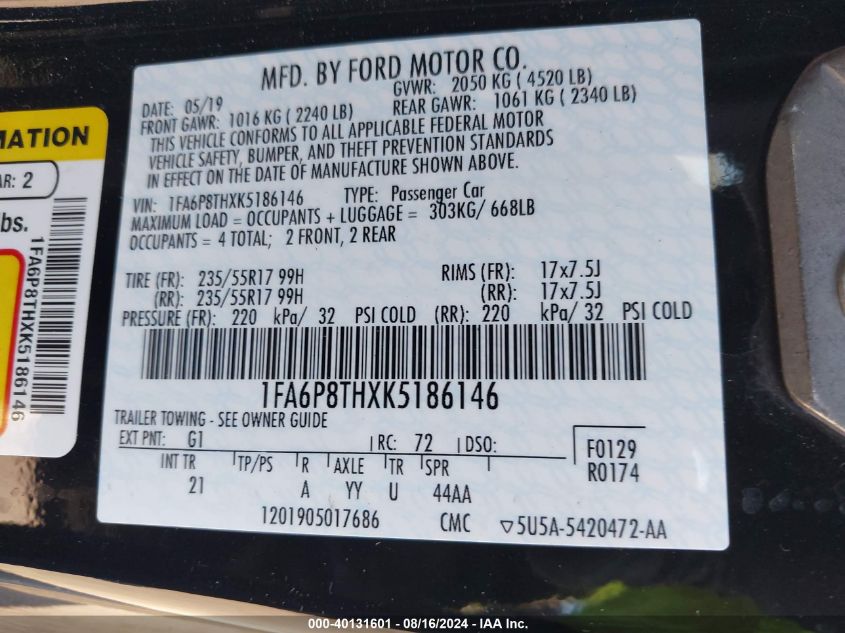 MATION
AR: 2
bs.
1FA6P8THXK5186146
MFD. BY FORD MOTOR CO.
DATE: 05/19 GVWR: 2050 KG ( 4520 LB)
FRONT GAWR: 1016 KG ( 2240 LB) REAR GAWR: 1061 KG ( 2340 LB)
THIS VEHICLE CONFORMS TO ALL APPLICABLE FEDERAL MOTOR
VEHICLE SAFETY, BUMPER, AND THEFT PREVENTION STANDARDS
IN EFFECT ON THE DATE OF MANUFACTURE SHOWN ABOVE.
VIN: 1FA6P8THXK5186146 TYPE: Passenger Car
MAXIMUM LOAD = OCCUPANTS + LUGGAGE = 303KG/ 668LB
OCCUPANTS = 4 TOTAL; 2 FRONT, 2 REAR
TIRE (FR): 235/55R17 99H RIMS (FR): 17x7.5J
(RR): 235/55R17 99H (RR): 17x7.5J
PRESSURE (FR): 220 kPa/ 32 PSI COLD (RR): 220 kPa/ 32 PSI COLD
1FA6P8THXK5186146
TRAILER TOWING - SEE OWNER GUIDE
EXT PNT: G1 RC: 72 DSO: F0129
R0174
INT TR TP/PS R AXLE TR SPR
21 A YY U 44AA
1201905017686 CMC ▽5U5A-5420472-AA
000-40131601 - 08/16/2024 - IAA Inc.